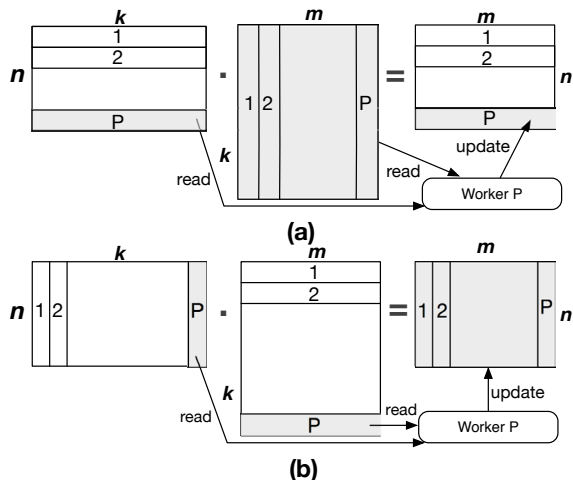 k m m
1 1
2 2
n · = n
1 2 P
P P
k
read read update
Worker P
(a)
k m m
1
2
n 1 2 P · = 1 2 P n
k
read P read update
Worker P
(b)